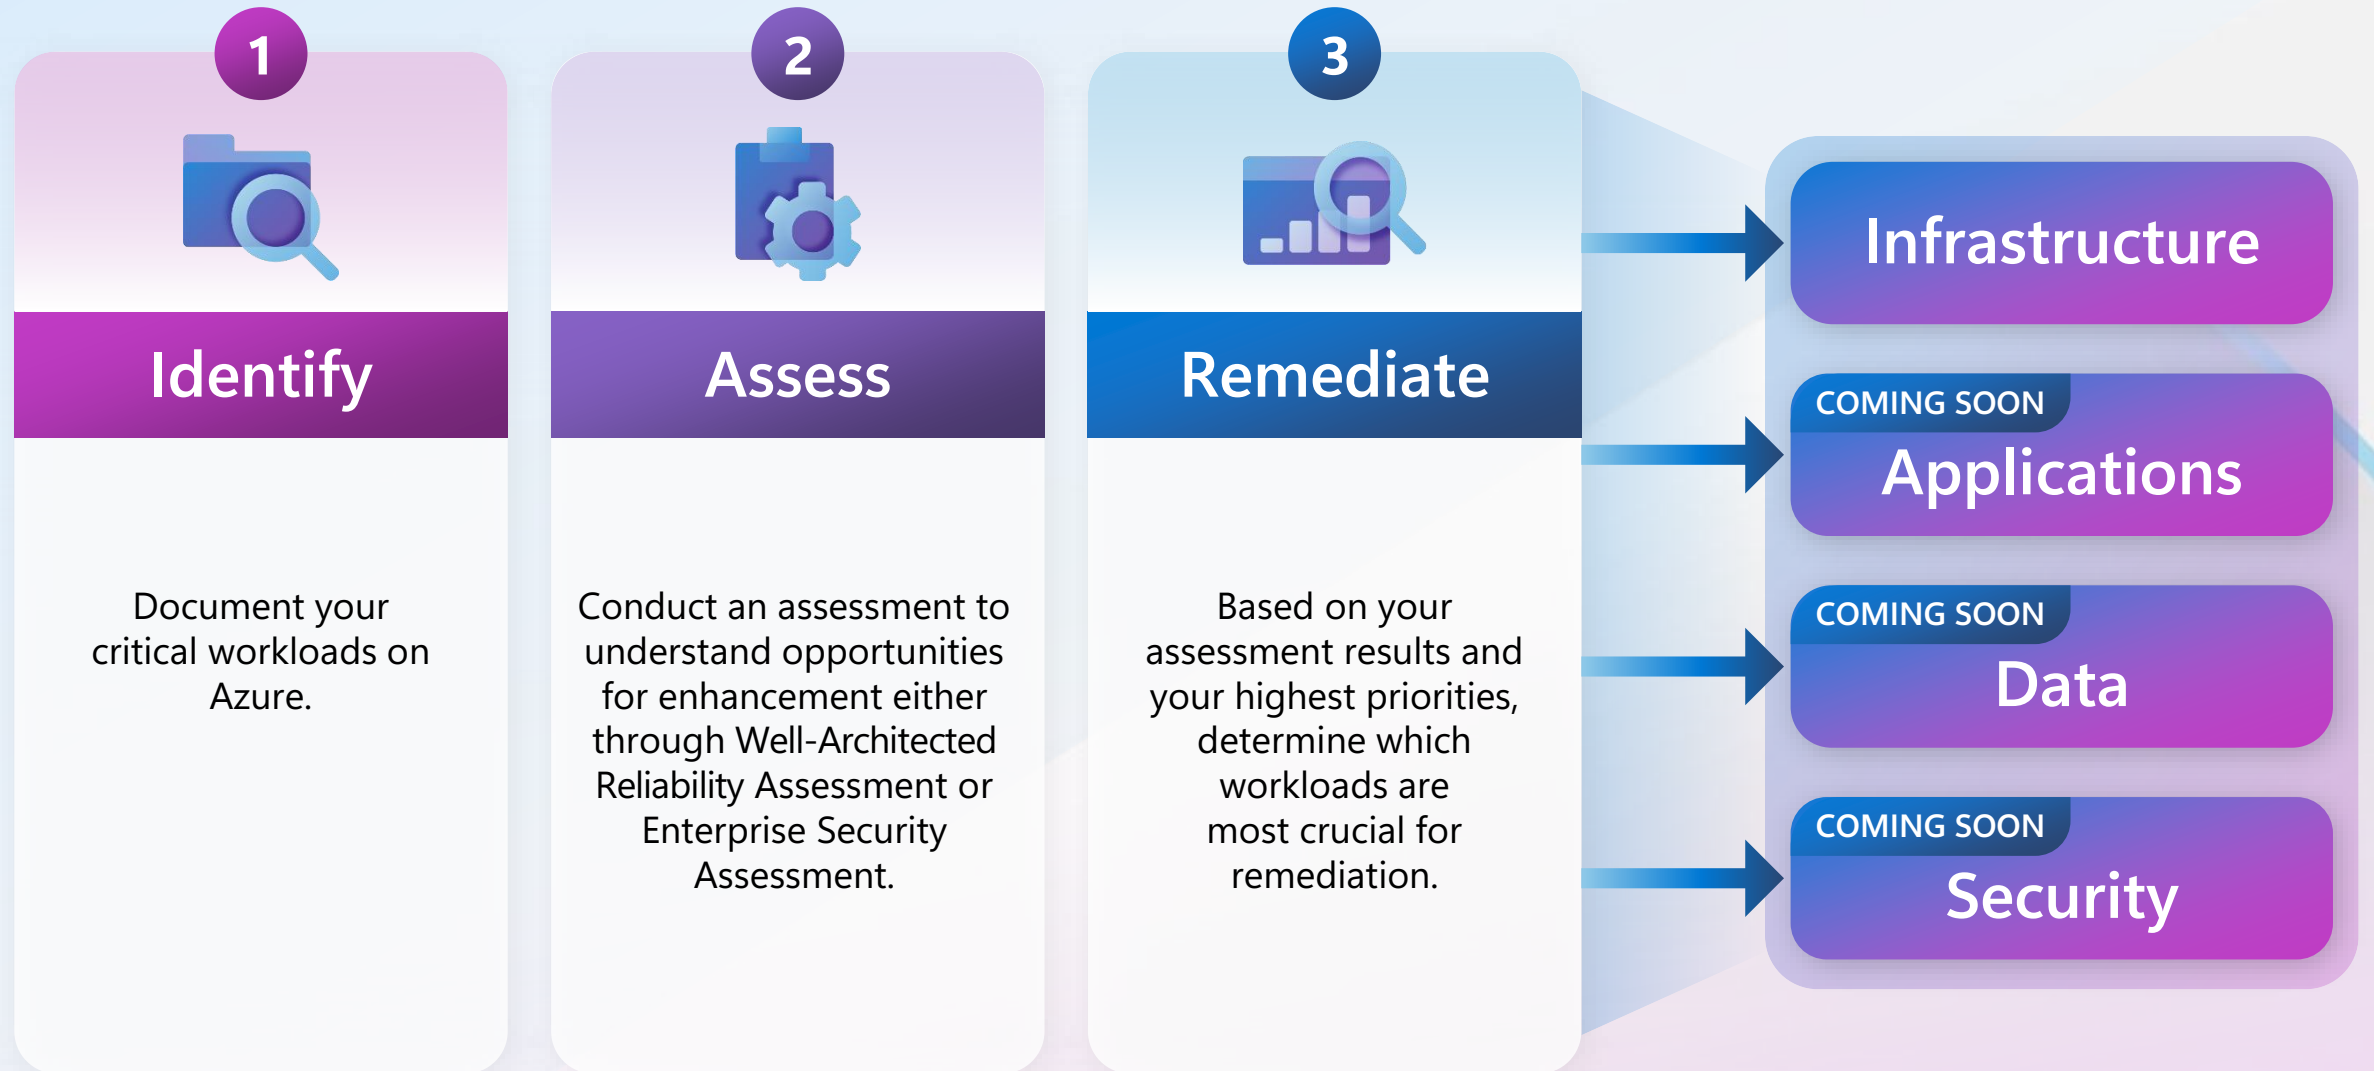 1
Identify
Document your
critical workloads on
Azure.
2
Assess
Conduct an assessment to
understand opportunities
for enhancement either
through Well-Architected
Reliability Assessment or
Enterprise Security
Assessment.
3
Remediate
Based on your
assessment results and
your highest priorities,
determine which
workloads are
most crucial for
remediation.
Infrastructure
COMING SOON
Applications
COMING SOON
Data
COMING SOON
Security